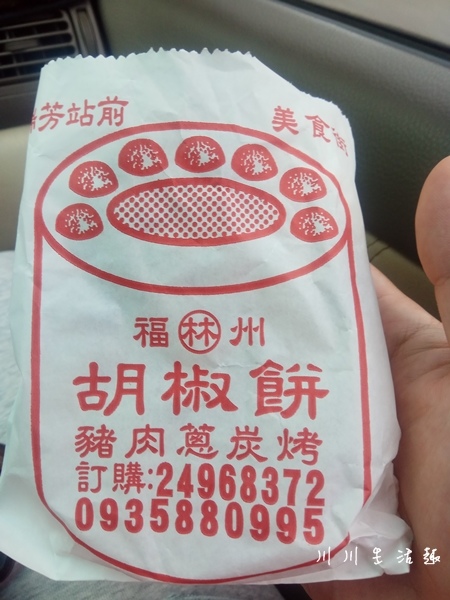 芳站前
美食街
福 林 州
胡椒餅
豬肉蔥炭烤
訂購:24968372
0935880995
川川生活趣